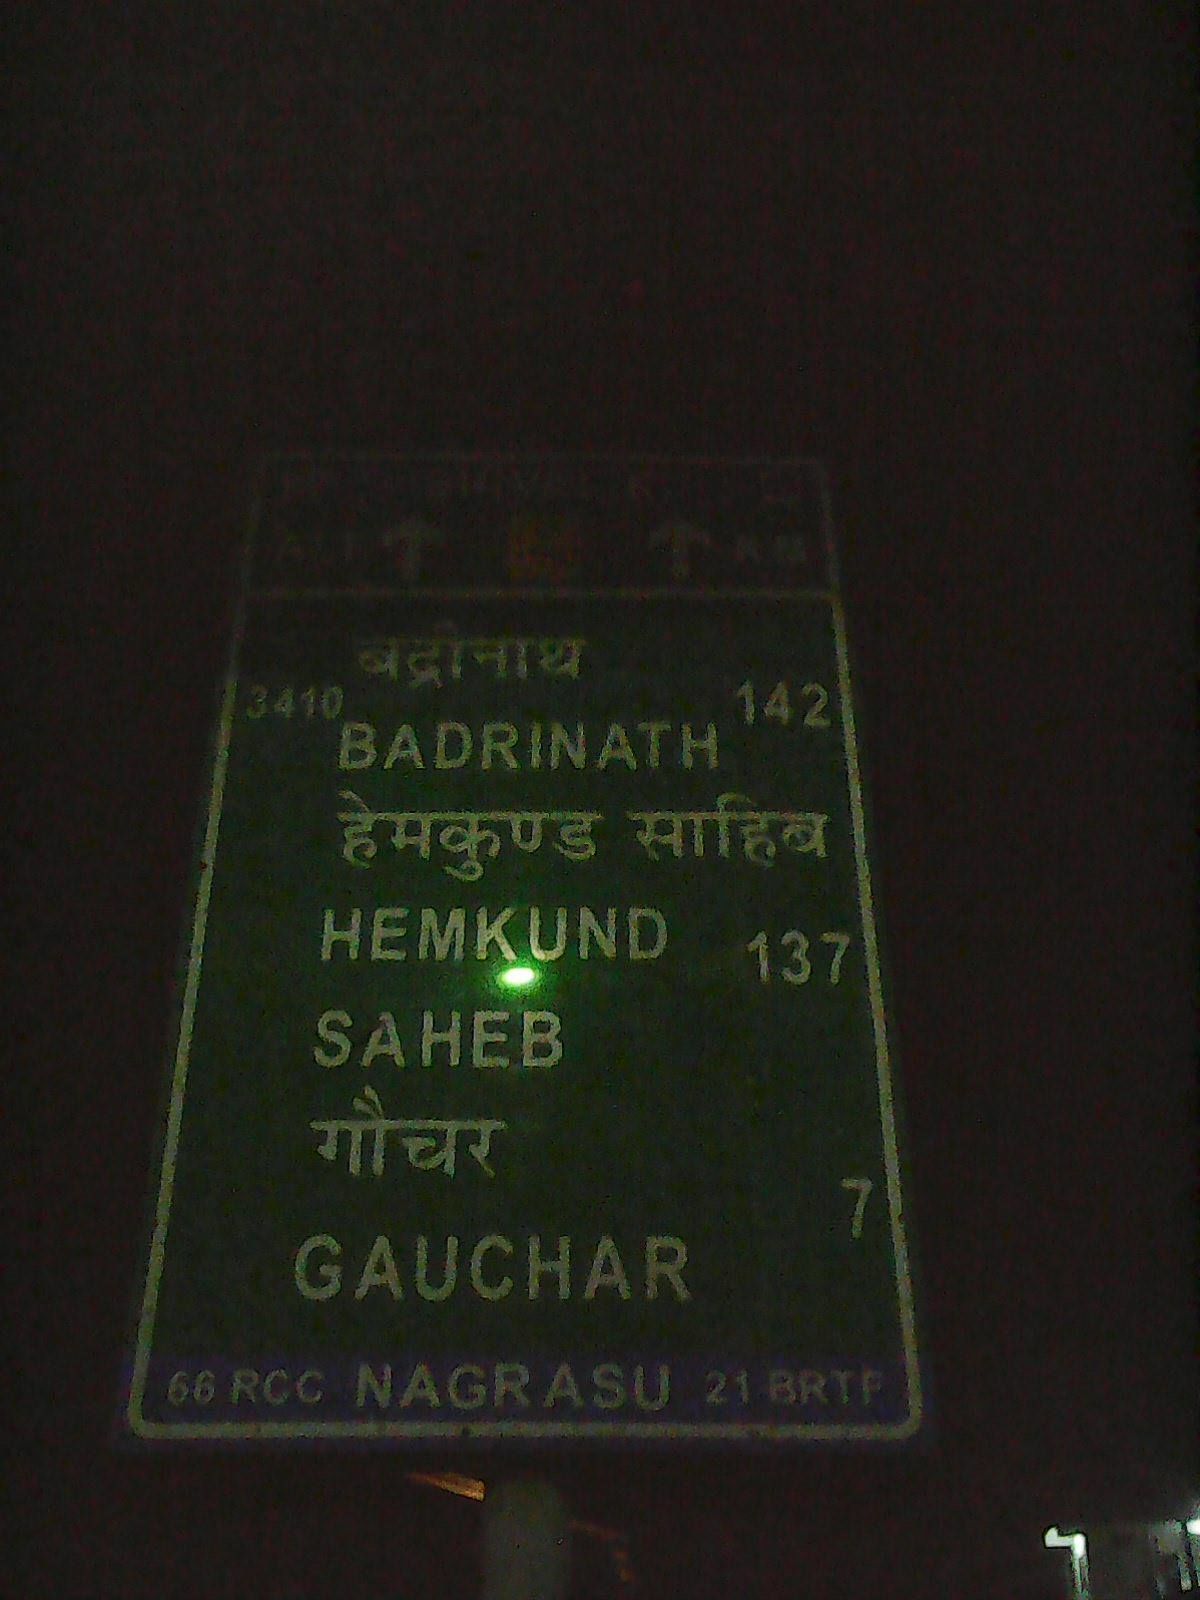 बद्रीनाथ
3410 BADRINATH 142
हेमकुण्ड साहिब
HEMKUND 137
SAHEB
गौचर
GAUCHAR 7
66 RCC NAGRASU 21 BRTF